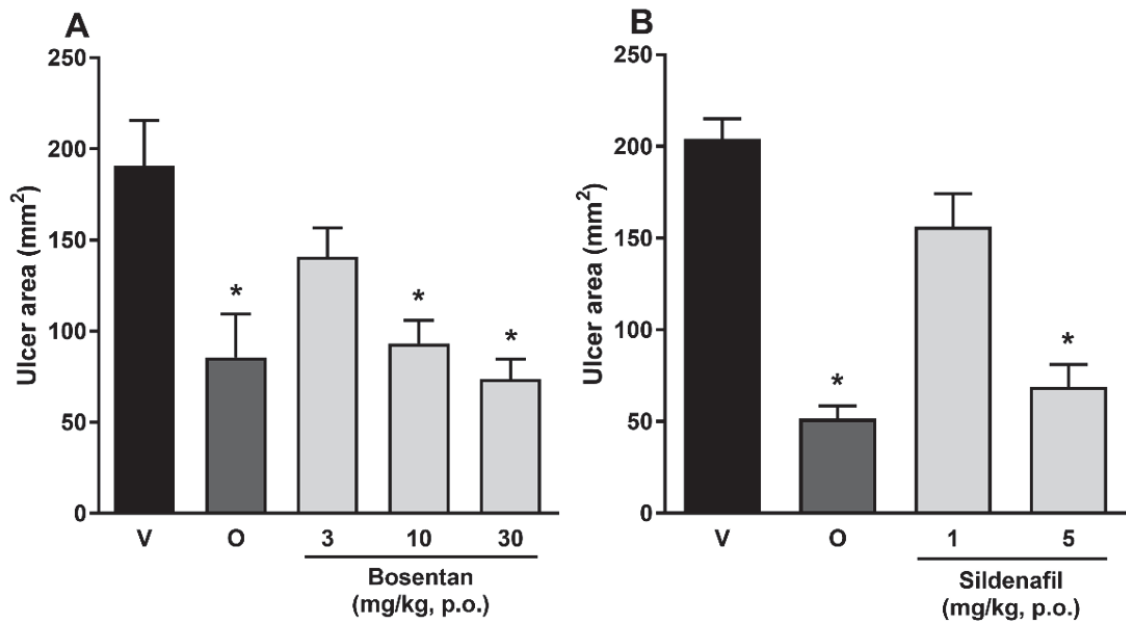 A
250
200
150
100
50
0
Ulcer area (mm²)
*
*
*
V O 3 10 30
Bosentan
(mg/kg, p.o.)
B
250
200
150
100
50
0
Ulcer area (mm²)
*
*
V O 1 5
Sildenafil
(mg/kg, p.o.)